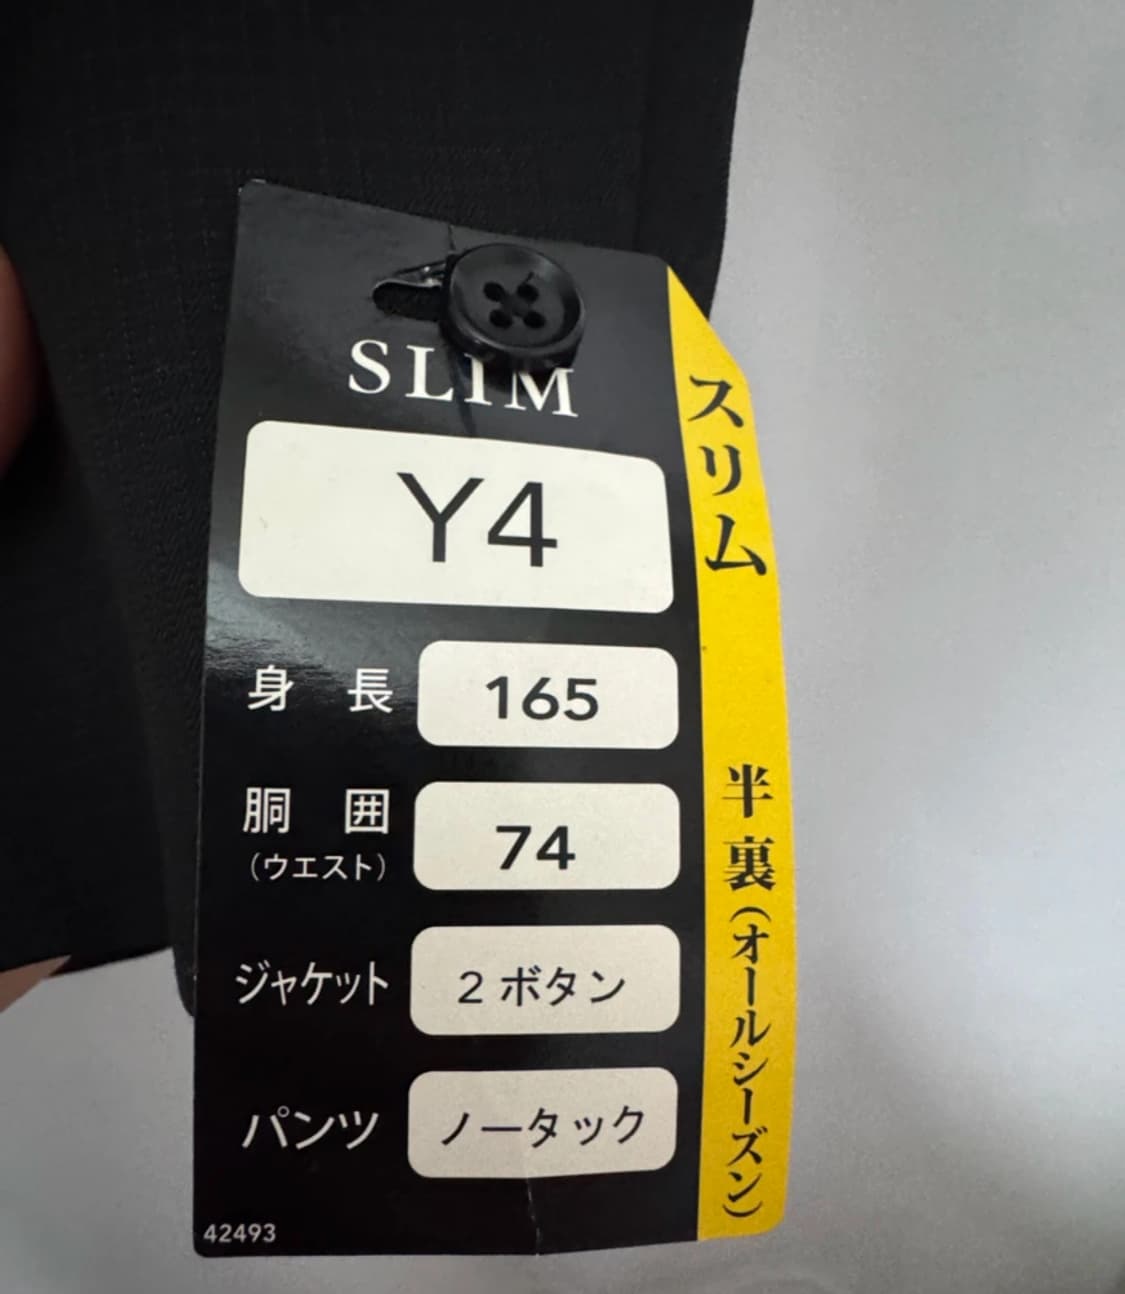 SLIM
Y4
身長 165
胴囲 74
（ウエスト）
ジャケット 2ボタン
パンツ ノータック
42493
スリム 半裏（オールシーズン）